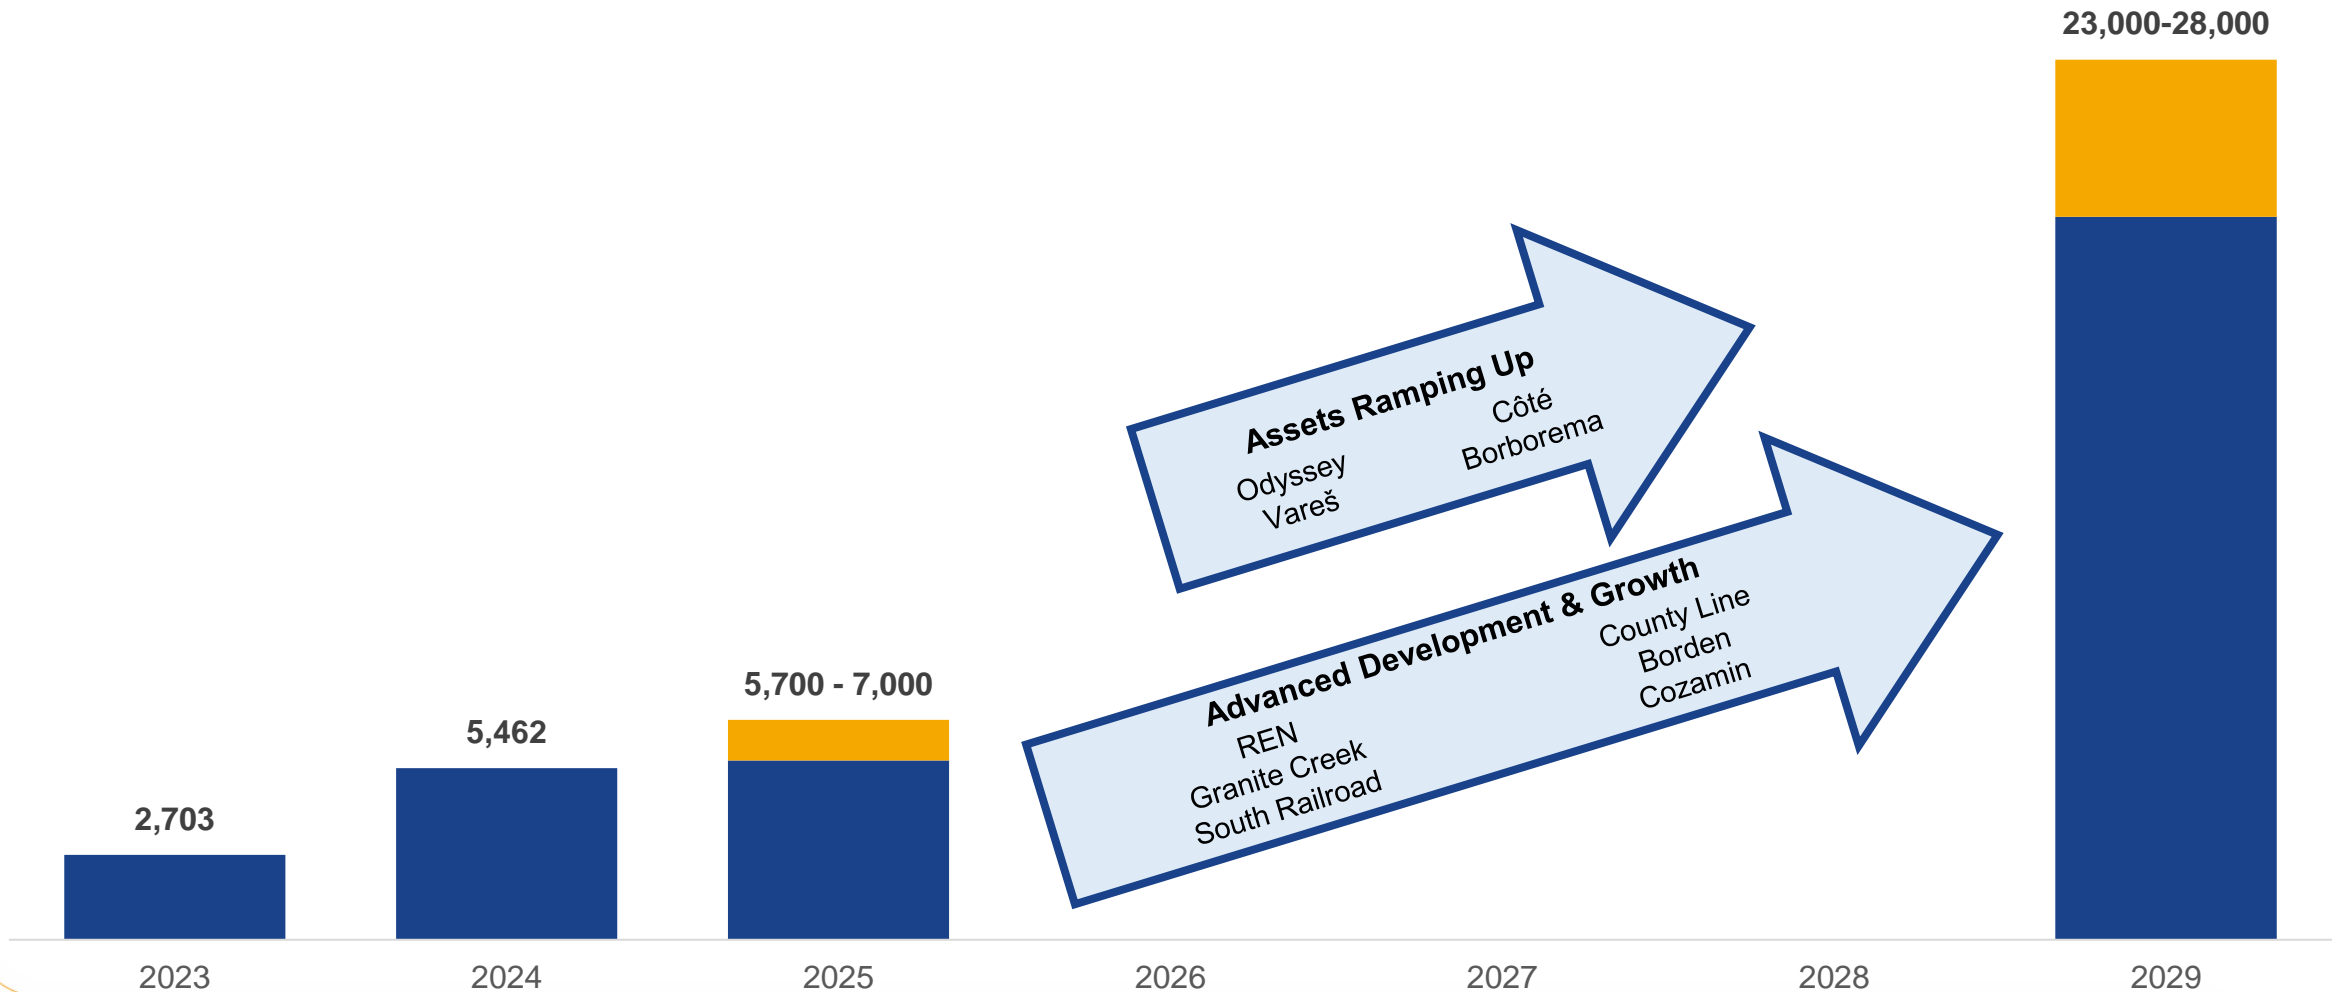 23,000-28,000
Assets Ramping Up
Odyssey
Vareš
Côté
Borborema
Advanced Development & Growth
REN
Granite Creek
South Railroad
County Line
Borden
Cozamin
5,700 - 7,000
5,462
2,703
2023
2024
2025
2026
2027
2028
2029